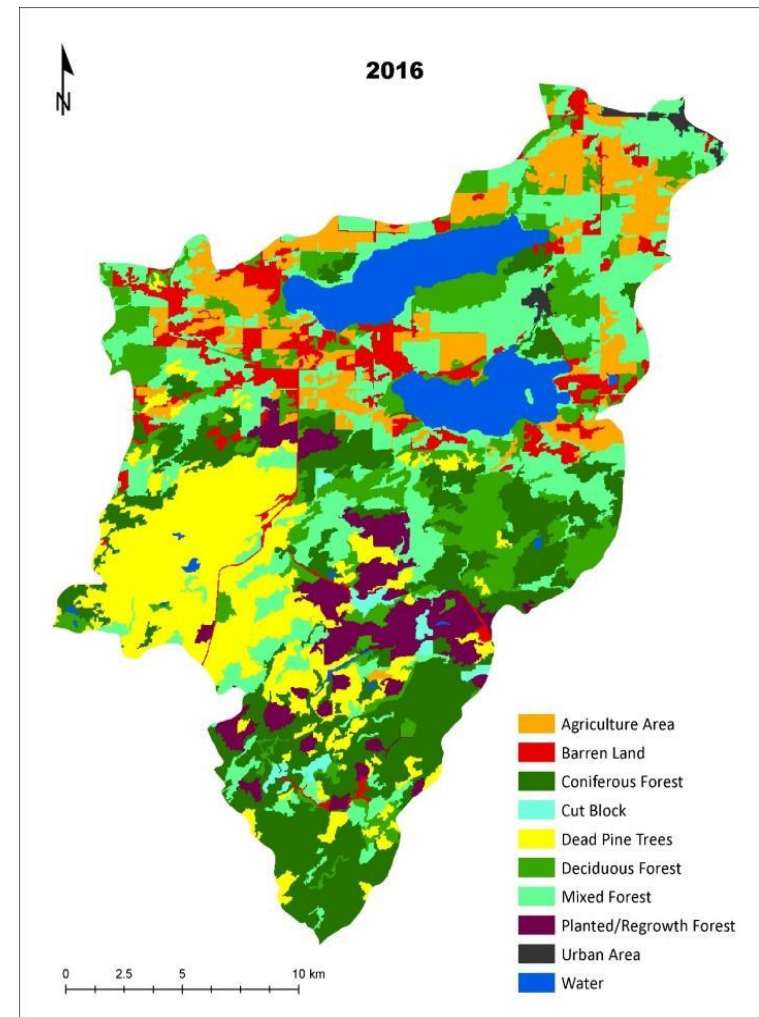 N
2016
Agriculture Area
Barren Land
Coniferous Forest
Cut Block
Dead Pine Trees
Deciduous Forest
Mixed Forest
Planted/Regrowth Forest
Urban Area
Water
0 2.5 5 10 km